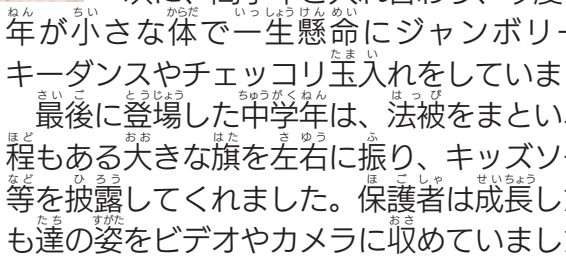 年が小さな体で一生懸命にジャンボリ
キーダンスやチェッコリ玉入れをしていま
最後に登場した中学年は、法被をまとい
程もある大きな旗を左右に振り、キッズソ
等を披露してくれました。保護者は成長し
も達の姿をビデオやカメラに収めていまし